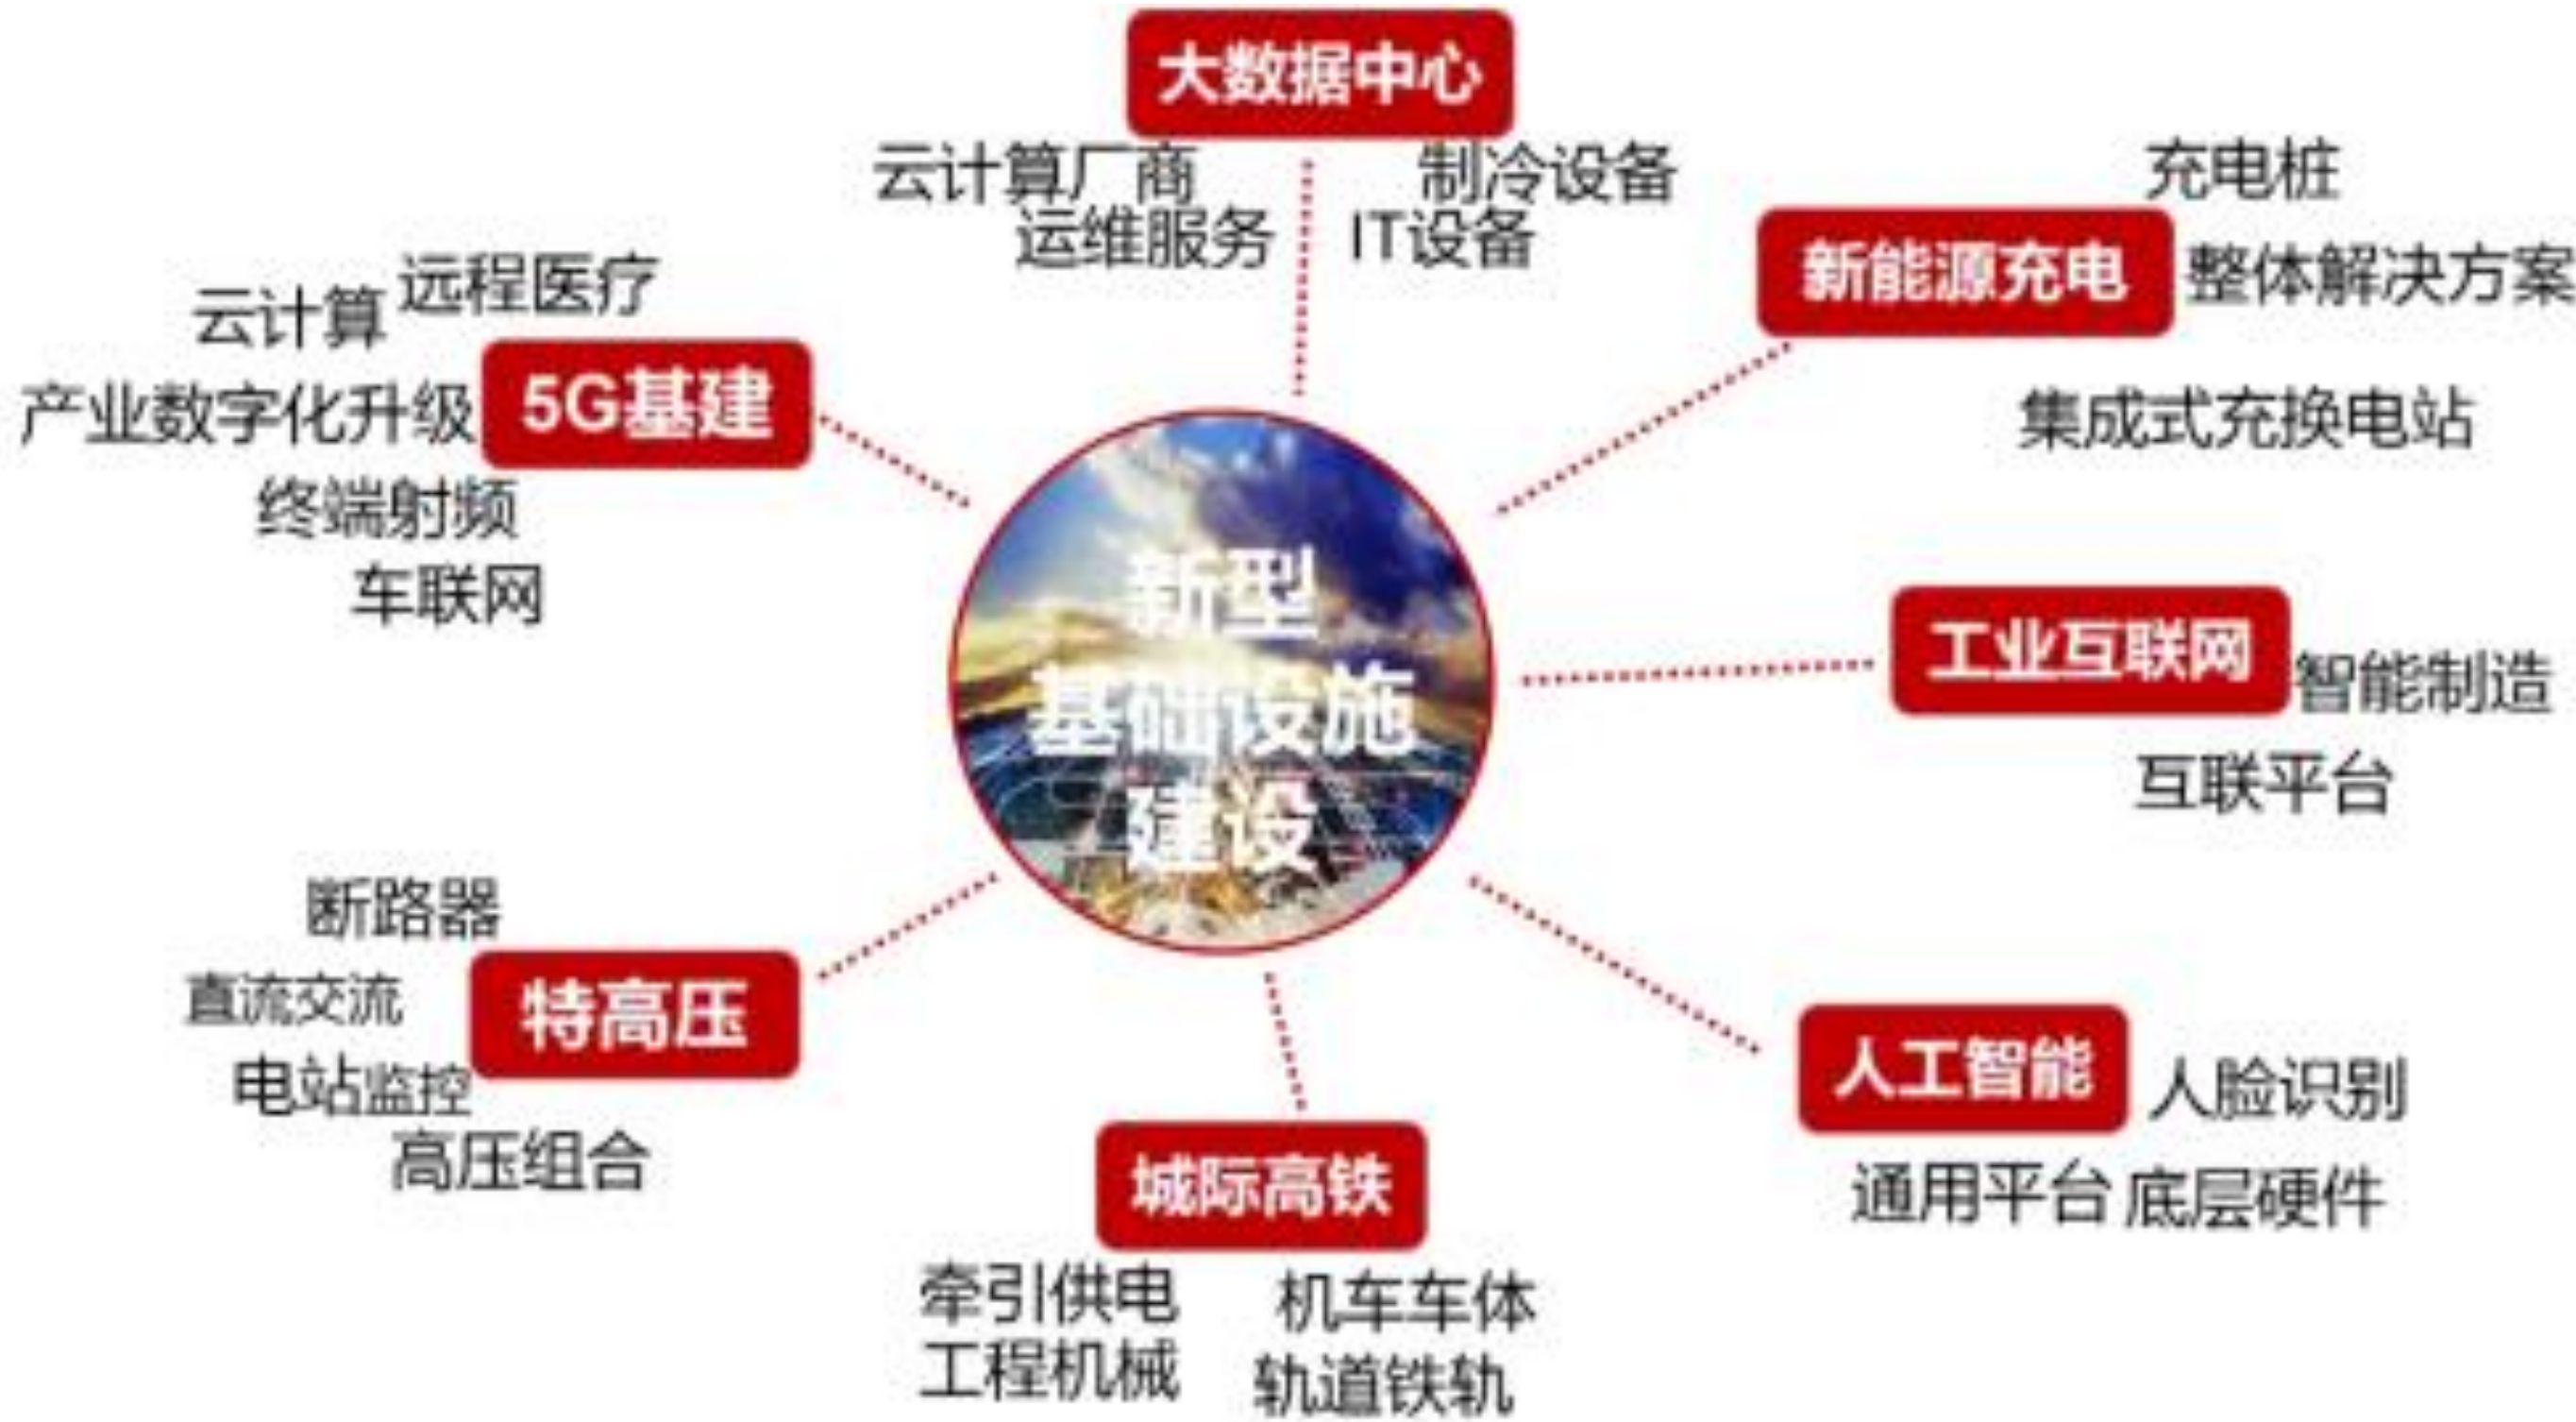 大数据中心
云计算厂商
制冷设备
运维服务
IT设备
充电桩
新能源充电
整体解决方案
集成式充换电站
远程医疗
云计算
5G基建
产业数字化升级
终端射频
车联网
新型
基础设施
建设
工业互联网
智能制造
互联平台
断路器
特高压
直流交流
电站监控
高压组合
人工智能
人脸识别
通用平台
底层硬件
城际高铁
牵引供电
机车车体
工程机械
轨道铁轨